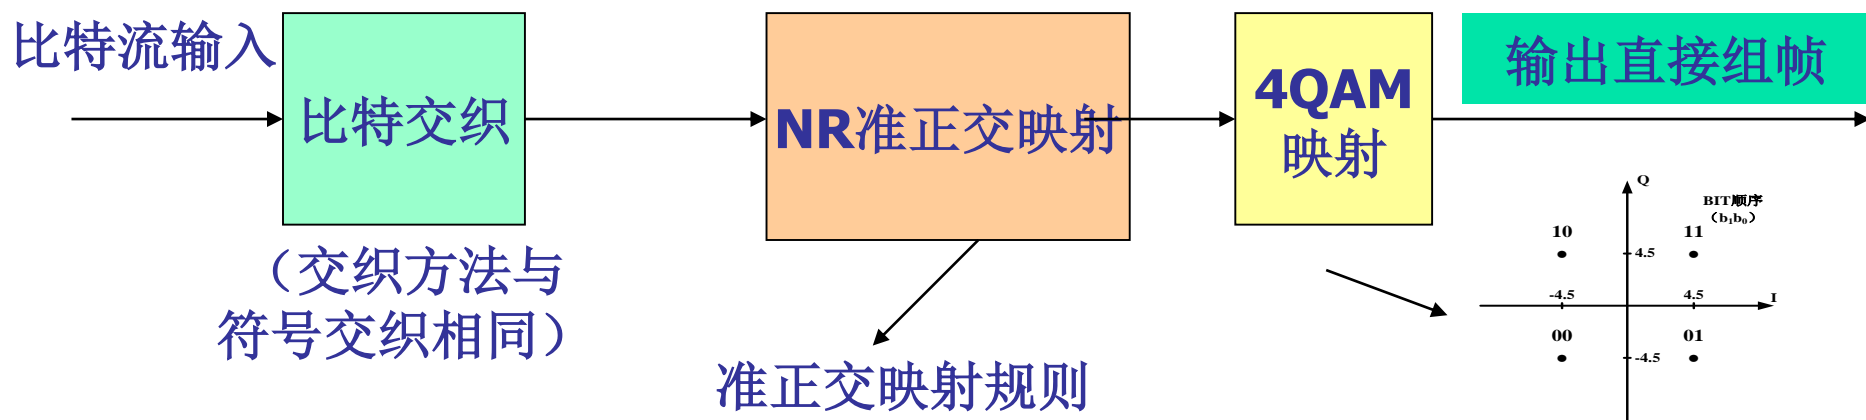 比特流输入
比特交织
NR准正交映射
4QAM
映射
输出直接组帧
（交织方法与
符号交织相同）
准正交映射规则
Q
BIT顺序
（b₁b₀）
10
11
4.5
-4.5
4.5
I
00
01
-4.5